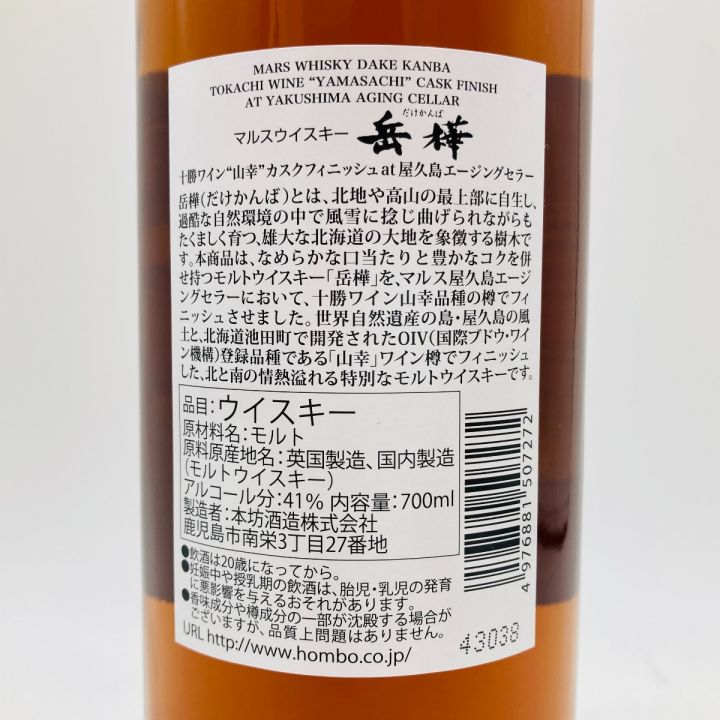 MARS WHISKY DAKE KANBA
TOKACHI WINE “YAMASACHI” CASK FINISH
AT YAKUSHIMA AGING CELLAR
だけかんば
マルスウイスキー 岳樺
十勝ワイン“山幸”カスクフィニッシュat屋久島エージングセラー
岳樺(だけかんば)とは、北地や高山の最上部に自生し、
過酷な自然環境の中で風雪に捻じ曲げられながらも
たくましく育つ、雄大な北海道の大地を象徴する樹木で
す。本商品は、なめらかな口当たりと豊かなコクを併
せ持つモルトウイスキー「岳樺」を、マルス屋久島エージ
ングセラーにおいて、十勝ワイン山幸品種の樽でフィ
ニッシュさせました。世界自然遺産の島・屋久島の風
土と、北海道池田町で開発されたOIV(国際ブドウ・ワイ
ン機構)登録品種である「山幸」ワイン樽でフィニッシュ
した、北と南の情熱溢れる特別なモルトウイスキーです。
品目:ウイスキー
原材料名:モルト
原料原産地名:英国製造、国内製造
(モルトウイスキー)
アルコール分:41% 内容量:700ml
製造者:本坊酒造株式会社
鹿児島市南栄3丁目27番地
4 976881 507272
●飲酒は20歳になってから。
●妊娠中や授乳期の飲酒は、胎児・乳児の発育
に悪影響を与えるおそれがあります。
●香味成分や樽成分の一部が沈殿する場合が
ございますが、品質上問題はありません。
URL http://www.hombo.co.jp/
43038